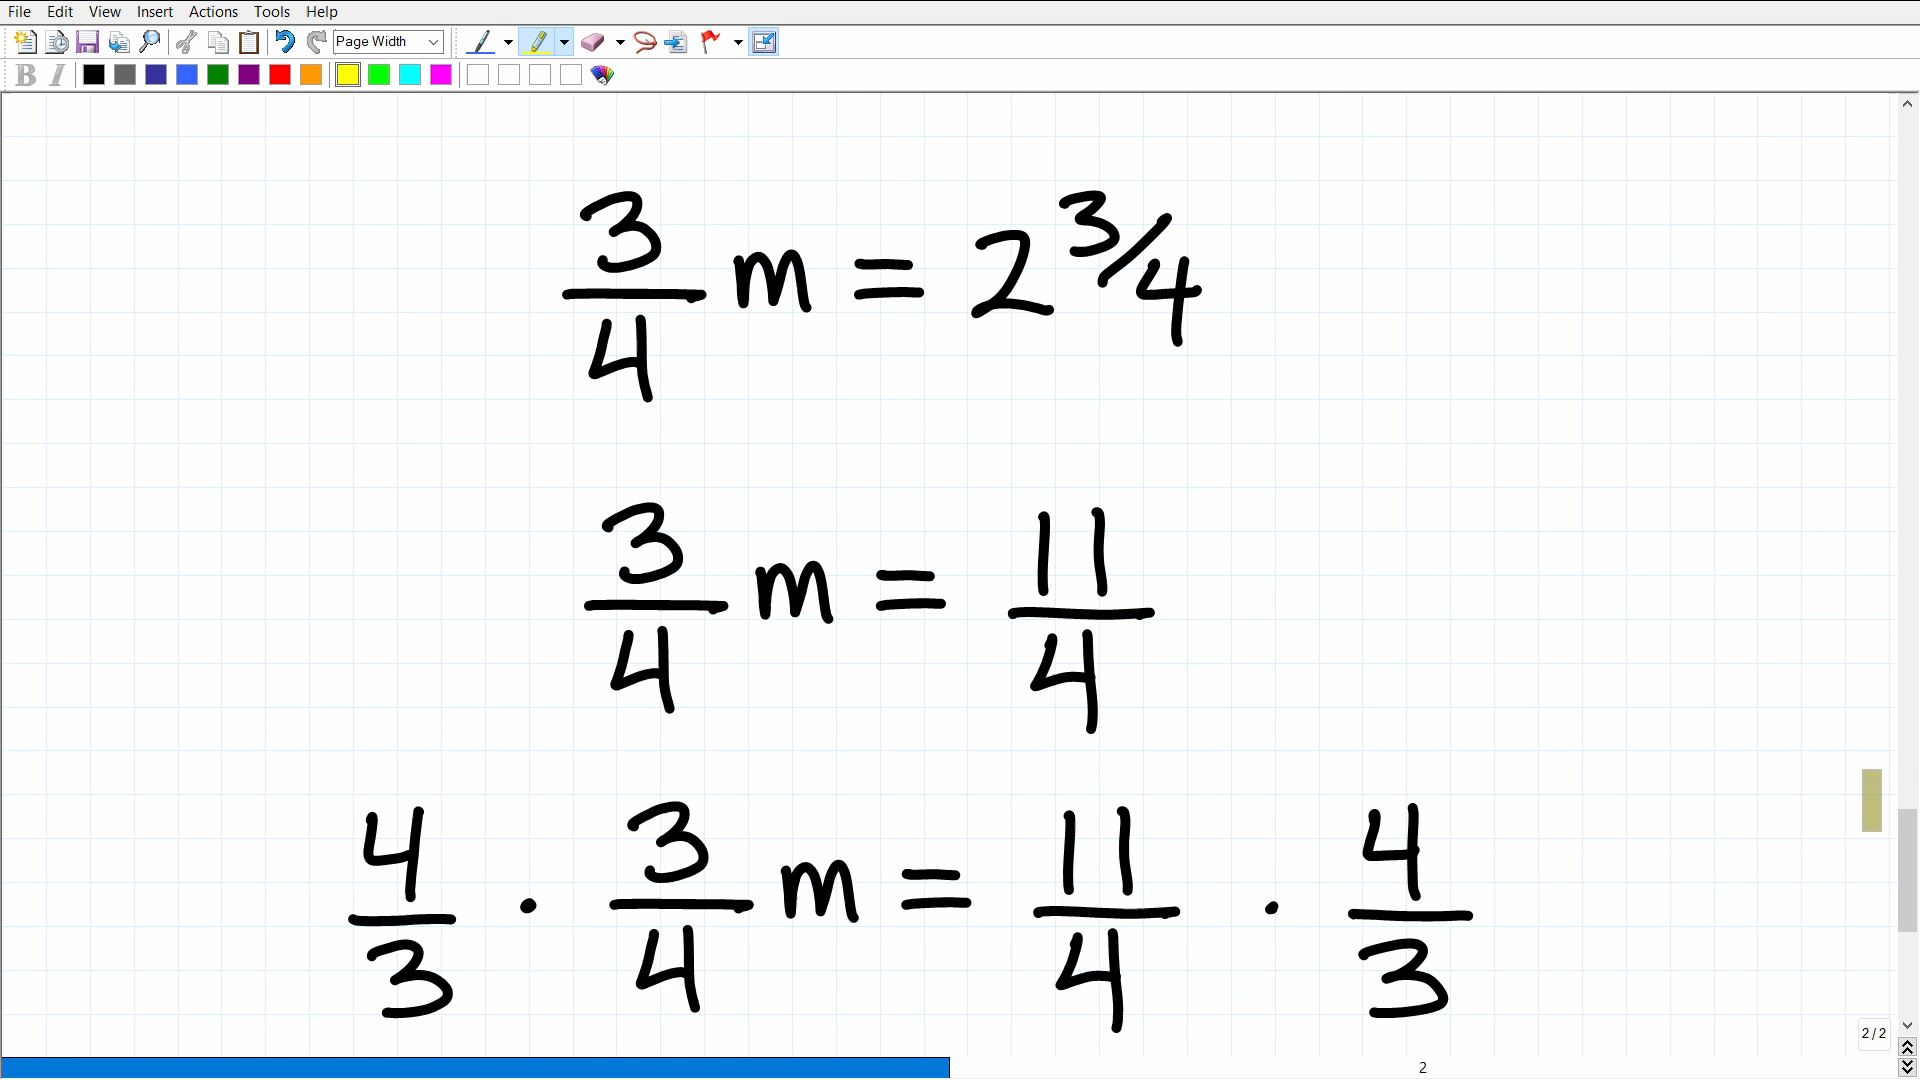 File Edit View Insert Actions Tools Help
Page Width
B I
3/4 m = 2 3/4
3/4 m = 11/4
4/3 · 3/4 m = 11/4 · 4/3
2 / 2
2